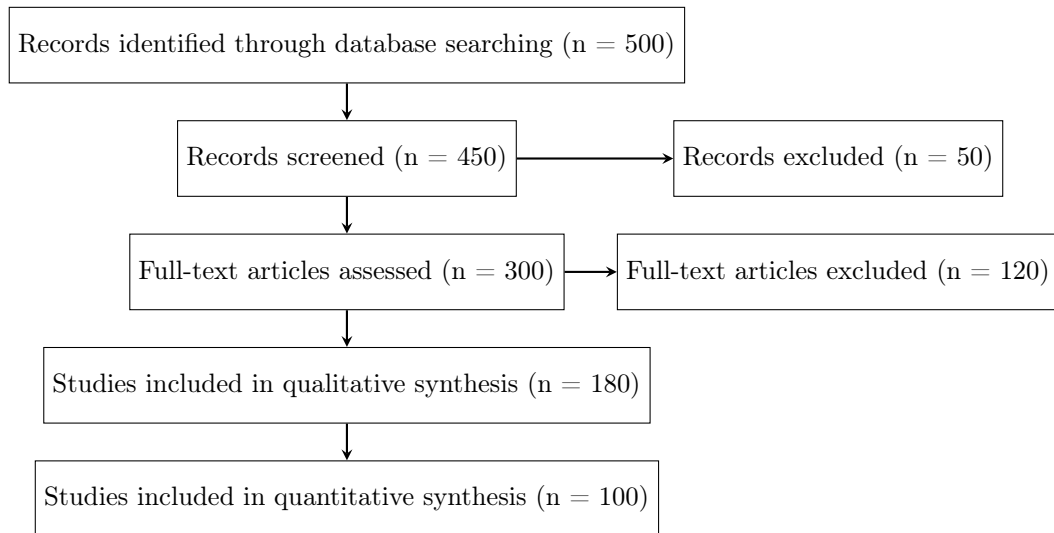 Records identified through database searching (n = 500)
Records screened (n = 450)
Records excluded (n = 50)
Full-text articles assessed (n = 300)
Full-text articles excluded (n = 120)
Studies included in qualitative synthesis (n = 180)
Studies included in quantitative synthesis (n = 100)